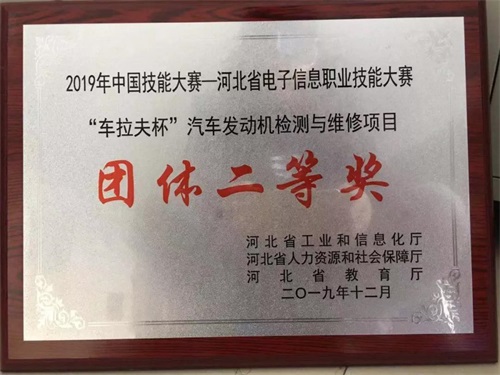 2019年中国技能大赛—河北省电子信息职业技能大赛
“车拉夫杯”汽车发动机检测与维修项目
团体二等奖
河北省工业和信息化厅
河北省人力资源和社会保障厅
河北省教育厅
二〇一九年十二月